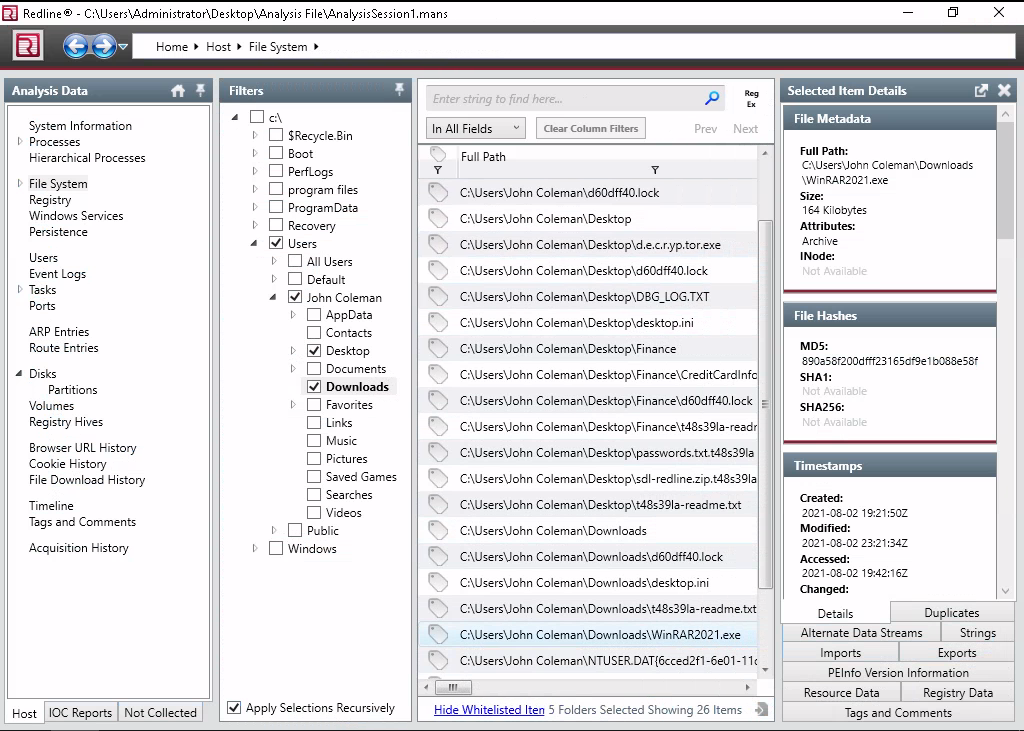 Redline® - C:\Users\Administrator\Desktop\Analysis File\AnalysisSession1.mans
Home Host File System
Analysis Data
System Information
Processes
Hierarchical Processes
File System
Registry
Windows Services
Persistence
Users
Event Logs
Tasks
Ports
ARP Entries
Route Entries
Disks
Partitions
Volumes
Registry Hives
Browser URL History
Cookie History
File Download History
Timeline
Tags and Comments
Acquisition History
Host IOC Reports Not Collected
Filters
c:\
$Recycle.Bin
Boot
PerfLogs
program files
ProgramData
Recovery
Users
All Users
Default
John Coleman
AppData
Contacts
Desktop
Documents
Downloads
Favorites
Links
Music
Pictures
Saved Games
Searches
Videos
Public
Windows
Apply Selections Recursively
Enter string to find here...
Reg
Ex
In All Fields Clear Column Filters Prev Next
Full Path
C:\Users\John Coleman\d60dff40.lock
C:\Users\John Coleman\Desktop
C:\Users\John Coleman\Desktop\d.e.c.r.yp.tor.exe
C:\Users\John Coleman\Desktop\d60dff40.lock
C:\Users\John Coleman\Desktop\DBG_LOG.TXT
C:\Users\John Coleman\Desktop\desktop.ini
C:\Users\John Coleman\Desktop\Finance
C:\Users\John Coleman\Desktop\Finance\CreditCardInfo
C:\Users\John Coleman\Desktop\Finance\d60dff40.lock
C:\Users\John Coleman\Desktop\Finance\t48s39la-readr
C:\Users\John Coleman\Desktop\passwords.txt.t48s39la
C:\Users\John Coleman\Desktop\sdl-redline.zip.t48s39la
C:\Users\John Coleman\Desktop\t48s39la-readme.txt
C:\Users\John Coleman\Downloads
C:\Users\John Coleman\Downloads\d60dff40.lock
C:\Users\John Coleman\Downloads\desktop.ini
C:\Users\John Coleman\Downloads\t48s39la-readme.txt
C:\Users\John Coleman\Downloads\WinRAR2021.exe
C:\Users\John Coleman\NTUSER.DAT{6cced2f1-6e01-11c
Hide Whitelisted Iten 5 Folders Selected Showing 26 Items
Selected Item Details
File Metadata
Full Path:
C:\Users\John Coleman\Downloads
\WinRAR2021.exe
Size:
164 Kilobytes
Attributes:
Archive
INode:
Not Available
File Hashes
MD5:
890a58f200dfff23165df9e1b088e58f
SHA1:
Not Available
SHA256:
Not Available
Timestamps
Created:
2021-08-02 19:21:50Z
Modified:
2021-08-02 23:21:34Z
Accessed:
2021-08-02 19:42:16Z
Changed:
Details Duplicates
Alternate Data Streams Strings
Imports Exports
PEInfo Version Information
Resource Data Registry Data
Tags and Comments